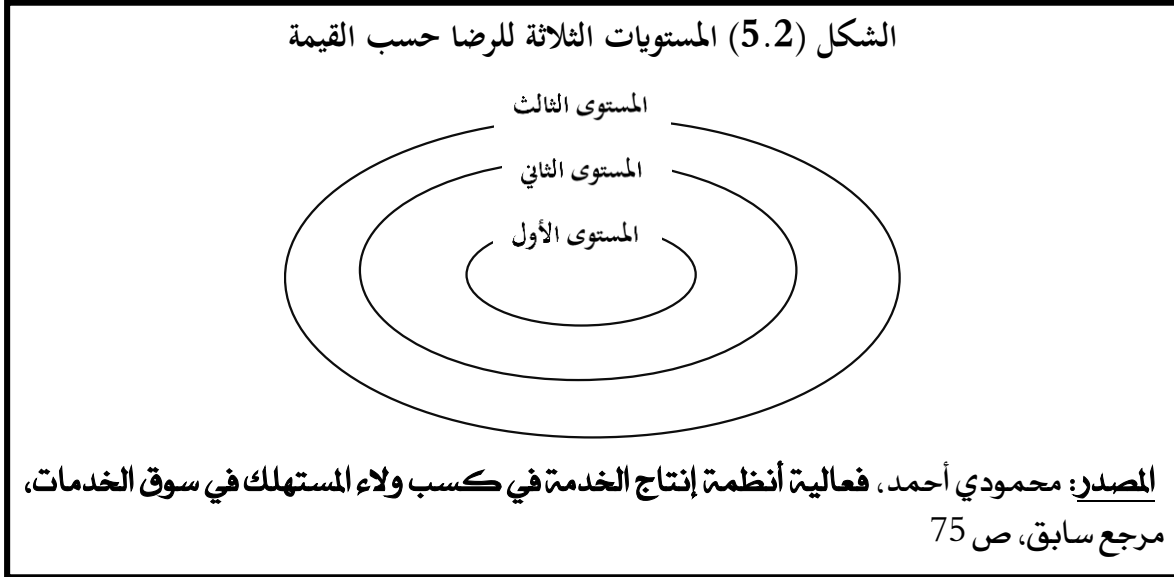 الشكل (5.2) المستويات الثلاثة للرضا حسب القيمة
المستوى الثالث
المستوى الثاني
المستوى الأول
المصدر: محمودي أحمد، فعالية أنظمة إنتاج الخدمة في كسب ولاء المستهلك في سوق الخدمات،
مرجع سابق، ص 75